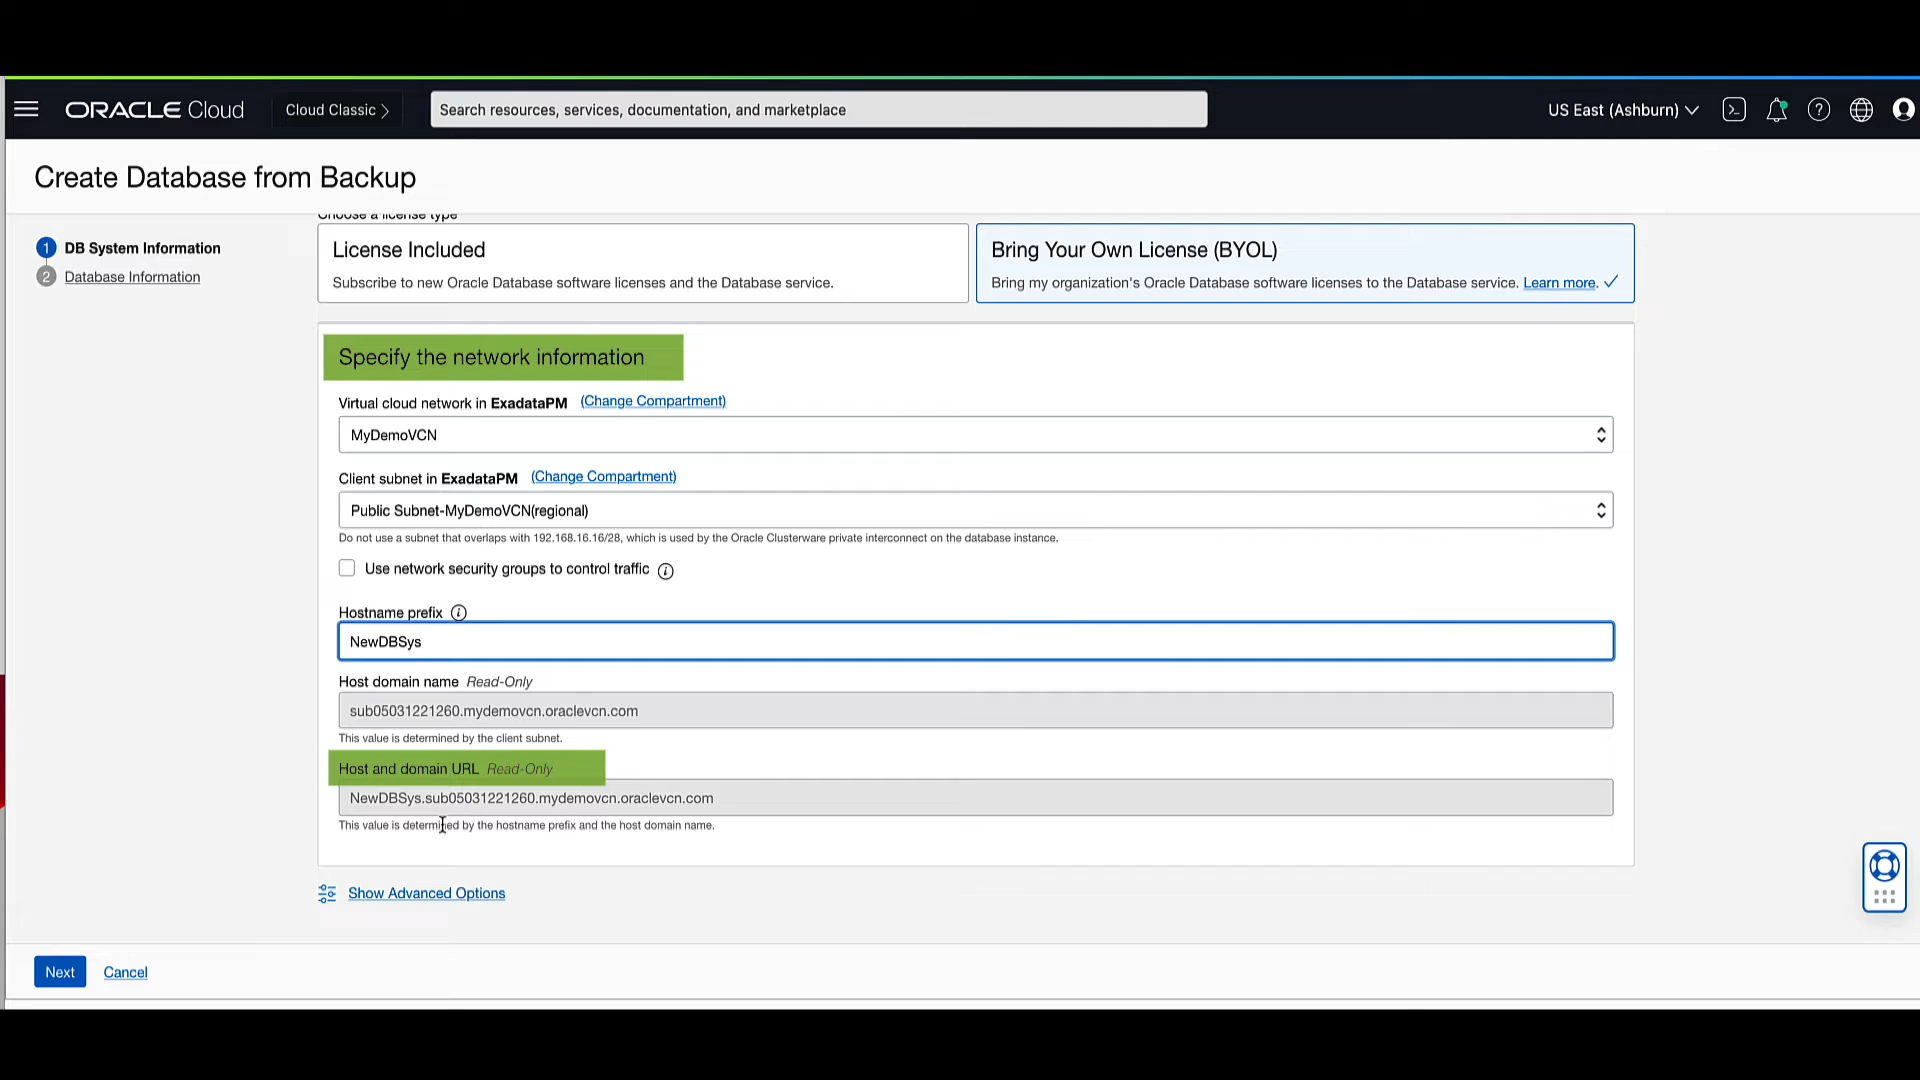 ORACLE Cloud
Cloud Classic
Search resources, services, documentation, and marketplace
US East (Ashburn)
Create Database from Backup
1 DB System Information
2 Database Information
Choose a license type
License Included
Subscribe to new Oracle Database software licenses and the Database service.
Bring Your Own License (BYOL)
Bring my organization's Oracle Database software licenses to the Database service. Learn more.
Specify the network information
Virtual cloud network in ExadataPM (Change Compartment)
MyDemoVCN
Client subnet in ExadataPM (Change Compartment)
Public Subnet-MyDemoVCN(regional)
Do not use a subnet that overlaps with 192.168.16.16/28, which is used by the Oracle Clusterware private interconnect on the database instance.
Use network security groups to control traffic
Hostname prefix
NewDBSys
Host domain name Read-Only
sub05031221260.mydemovcn.oraclevcn.com
This value is determined by the client subnet.
Host and domain URL Read-Only
NewDBSys.sub05031221260.mydemovcn.oraclevcn.com
This value is determined by the hostname prefix and the host domain name.
Show Advanced Options
Next Cancel